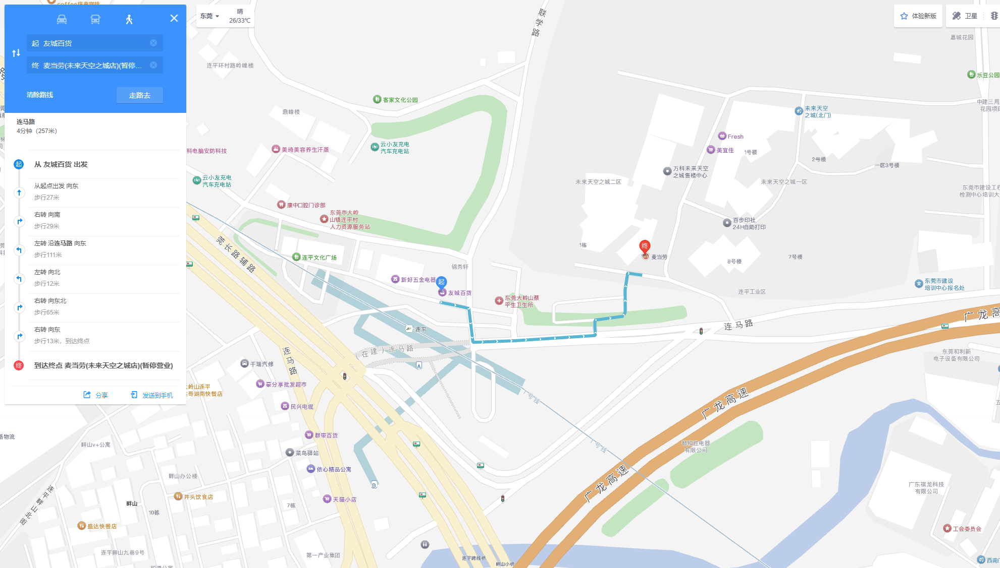 起 友城百货
终 麦当劳(未来天空之城店)(暂停...
清除路线
走路去
连马路
4分钟（257米）
从 友城百货 出发
从起点出发 向东
步行27米
右转 向南
步行29米
左转 沿连马路 向东
步行111米
左转 向北
步行12米
右转 向东北
步行65米
右转 向东
步行13米，到达终点
终
到达终点 麦当劳(未来天空之城店)(暂停营业)
分享
发送到手机
东莞
晴
26/33℃
体验新版
卫星
联学路
嘉城花园
连平环村路岭峰楼
乐豆公园
客家文化公园
鼎峰楼
未来天空
之城(北门)
中建三局
花园项目
云小友充电
汽车充电站
美琦美容养生汗蒸
科电脑安防科技
Fresh
美宜佳
1号楼
2号楼
一区3号楼
万科未来天空
之城售楼中心
未来天空之城二区
未来天空之城一区
云小友充电
汽车充电站
东莞市建设工程
检测中心培训大
康中口腔门诊部
东莞市大岭
山镇连平村
人力资源服务站
百步印社
24H自助打印
莞长路辅路
1栋
终
麦当劳
8号楼
7号楼
连平文化广场
锦秀轩
新好五金电器
起
友城百货
东莞大岭山蔡
平生卫生所
连平工业区
东莞市建设
培训中心报名处
连平
连马路
广龙高
(在建)连马路
连马路
A
千瑞汽修
东莞和利新
电子设备有限公司
豪分享批发超市
大岭山连平
哥湖南快餐店
民兴电缆
1号线
广龙高速
路物流
群带百货
畔山v+公寓
菜鸟驿站
1号线
智和胜电器
有限公司
依心精品公寓
畔山办公楼
广龙高速
B
连平畔山北街
畔山
井头饮食店
天猫小店
7栋
10栋
广东祺龙科技
有限公司
盛达快餐店
工会委员会
连平畔山九巷9号
第一产业集团
连平跨线桥
畔山小桥
西南门